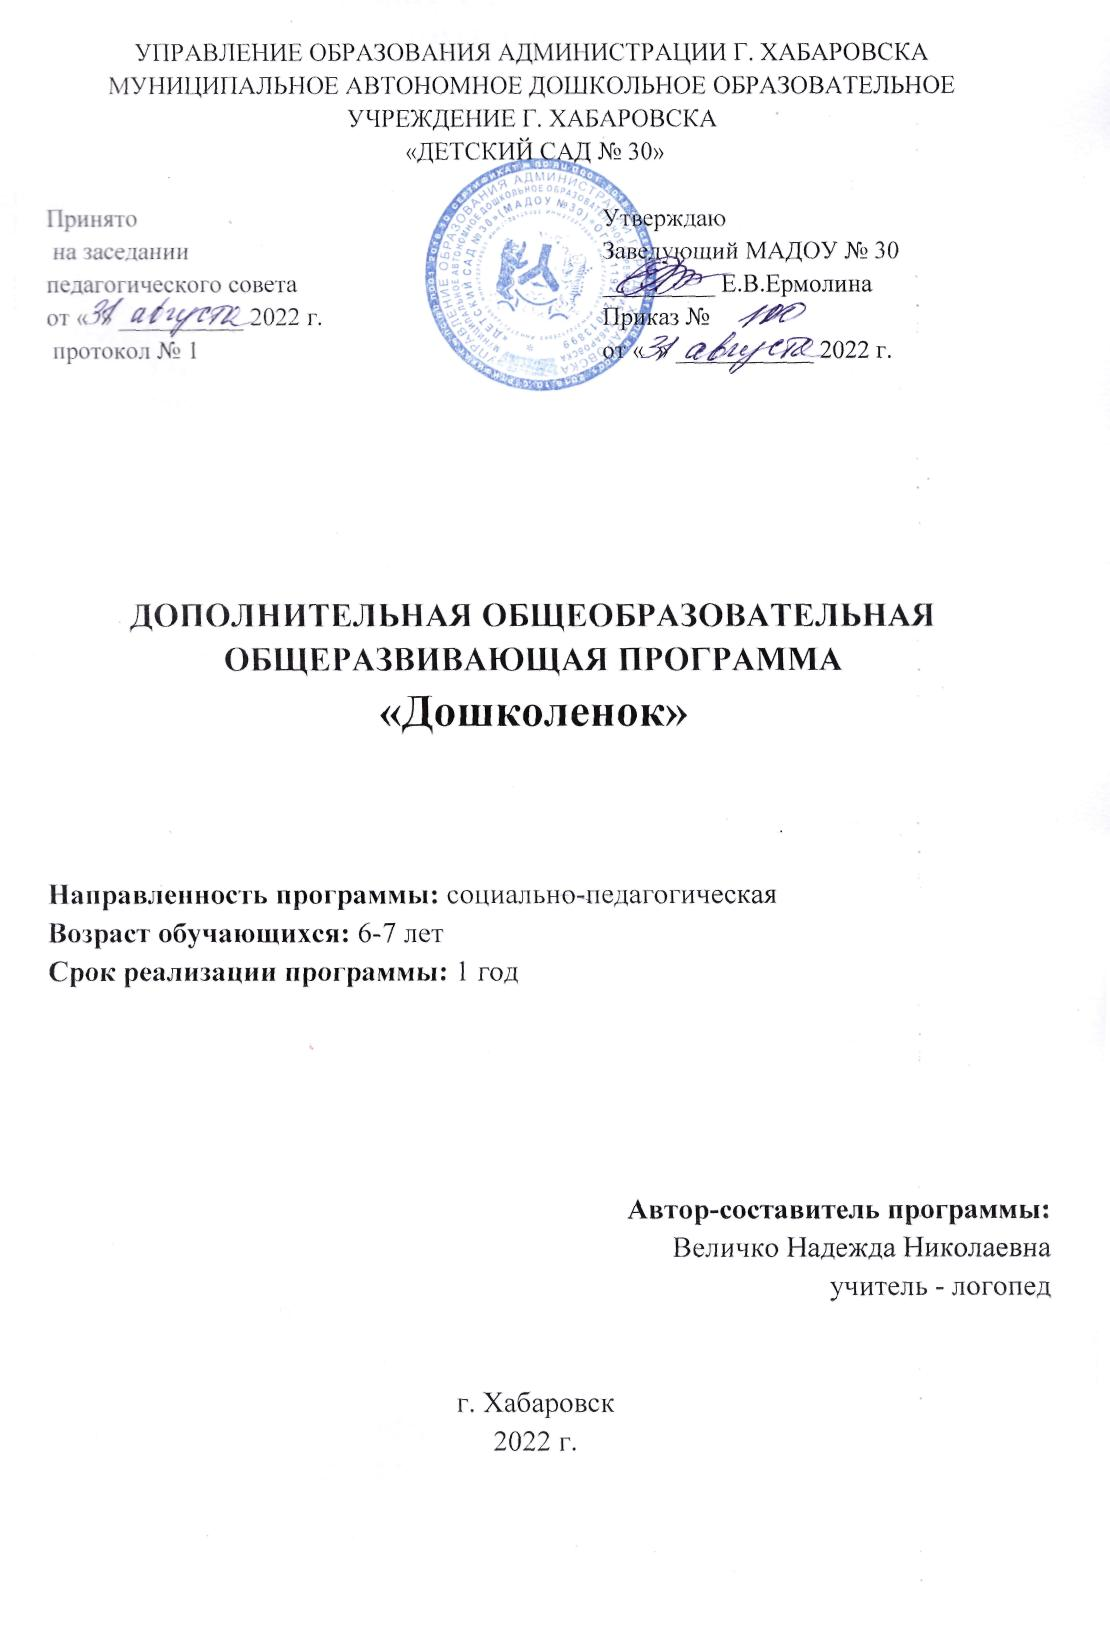 УПРАВЛЕНИЕ ОБРАЗОВАНИЯ АДМИНИСТРАЦИИ Г. ХАБАРОВСКА
МУНИЦИПАЛЬНОЕ АВТОНОМНОЕ ДОШКОЛЬНОЕ ОБРАЗОВАТЕЛЬНОЕ
УЧРЕЖДЕНИЕ Г. ХАБАРОВСКА
«ДЕТСКИЙ САД № 30»
Принято
на заседании
педагогического совета
от «31» августа 2022 г.
протокол № 1
Утверждаю
Заведующий МАДОУ № 30
Е.В.Ермолина
Приказ № 100
от «31» августа 2022 г.
ДОПОЛНИТЕЛЬНАЯ ОБЩЕОБРАЗОВАТЕЛЬНАЯ
ОБЩЕРАЗВИВАЮЩАЯ ПРОГРАММА
«Дошколенок»
Направленность программы: социально-педагогическая
Возраст обучающихся: 6-7 лет
Срок реализации программы: 1 год
Автор-составитель программы:
Величко Надежда Николаевна
учитель - логопед
г. Хабаровск
2022 г.